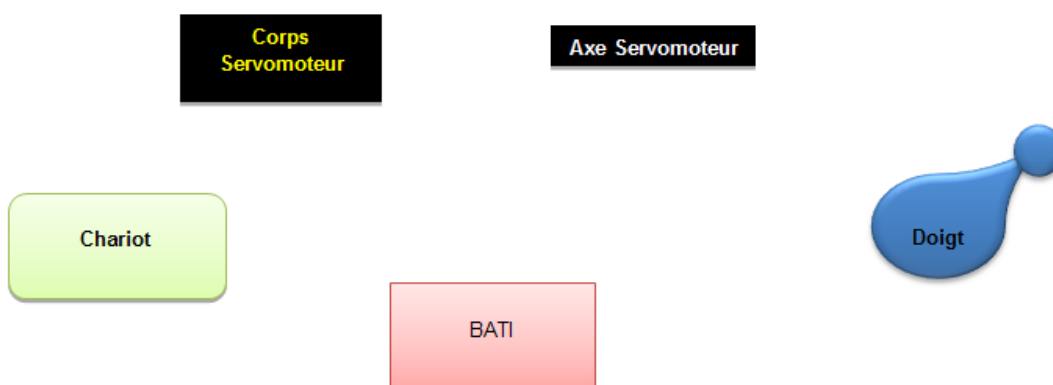 Corps
Servomoteur
Axe Servomoteur
Chariot
Doigt
BATI